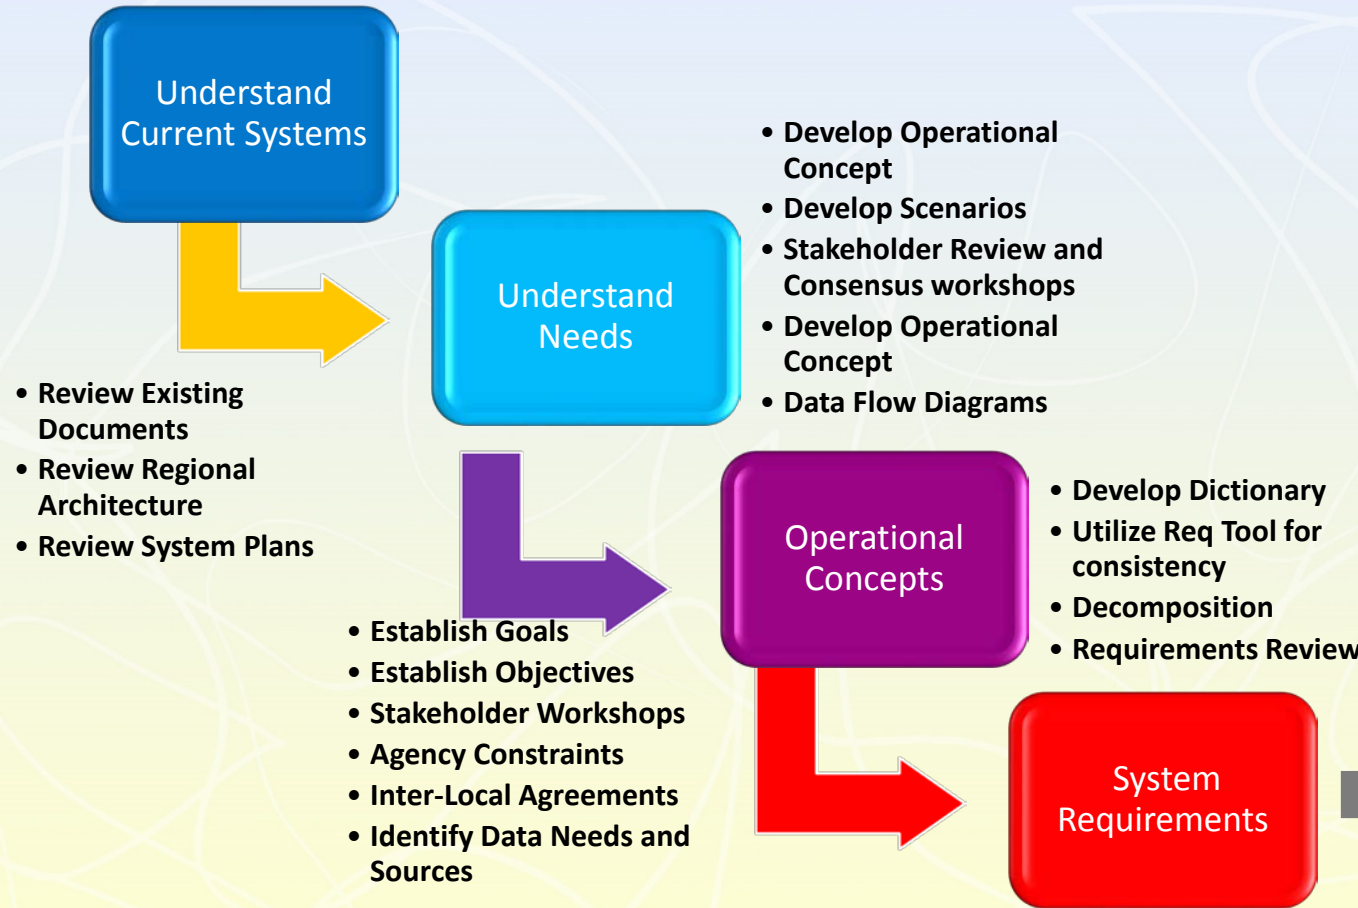 Understand
Current Systems
• Review Existing
Documents
• Review Regional
Architecture
• Review System Plans
Understand
Needs
• Establish Goals
• Establish Objectives
• Stakeholder Workshops
• Agency Constraints
• Inter-Local Agreements
• Identify Data Needs and
Sources
• Develop Operational
Concept
• Develop Scenarios
• Stakeholder Review and
Consensus workshops
• Develop Operational
Concept
• Data Flow Diagrams
Operational
Concepts
• Develop Dictionary
• Utilize Req Tool for
consistency
• Decomposition
• Requirements Review
System
Requirements